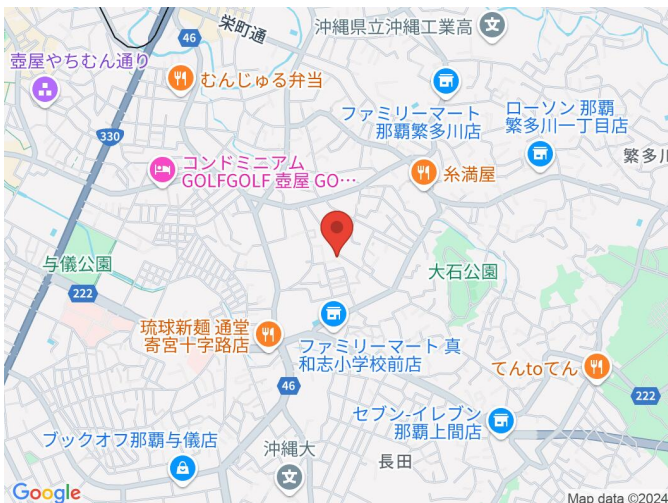 46
栄町通
沖縄県立沖縄工業高
壺屋やちむん通り
むんじゅる弁当
ファミリーマート
那覇繁多川店
ローソン 那覇
繁多川一丁目店
330
コンドミニアム
GOLFGOLF 壺屋 GO…
糸満屋
繁多川
与儀公園
222
大石公園
琉球新麺 通堂
寄宮十字路店
ファミリーマート 真
和志小学校前店
てんtoてん
46
222
セブン-イレブン
那覇上間店
ブックオフ那覇与儀店
沖縄大
長田
Google
Map data ©2024